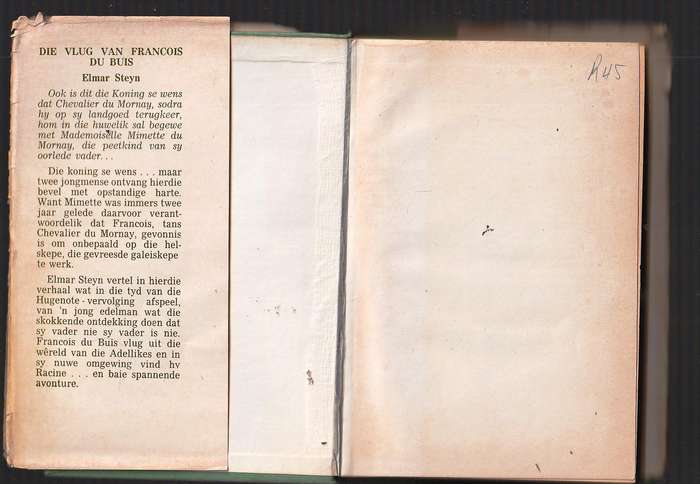 DIE VLUG VAN FRANCOIS
DU BUIS
Elmar Steyn
Ook is dit die Koning se wens
dat Chevalier du Mornay, sodra
hy op sy landgoed terugkeer,
hom in die huwelik sal begewe
met Mademoiselle Mimette du
Mornay, die peetkind van sy
oorlede vader...
Die koning se wens . . . maar
twee jongmense ontvang hierdie
bevel met opstandige harte.
Want Mimette was immers twee
jaar gelede daarvoor verant-
woordelik dat Francois, tans
Chevalier du Mornay, gevonnis
is om onbepaald op die hel-
skepe, die gevreesde galeiskepe
te werk.
Elmar Steyn vertel in hierdie
verhaal wat in die tyd van die
Hugenote-vervolging afspeel,
van 'n jong edelman wat die
skokkende ontdekking doen dat
sy vader nie sy vader is nie.
Francois du Buis vlug uit die
wêreld van die Adellikes en in
sy nuwe omgewing vind hy
Racine . . . en baie spannende
avonture.
R45